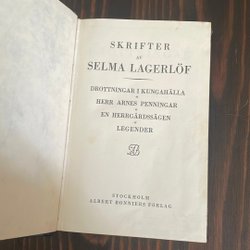 SKRIFTER
AV
SELMA LAGERLÖF
DROTTNINGAR I KUNGAHÄLLA
HERR ARNES PENNINGAR
EN HERRGÅRDSSÄGEN
LEGENDER
STOCKHOLM
ALBERT BONNIERS FÖRLAG